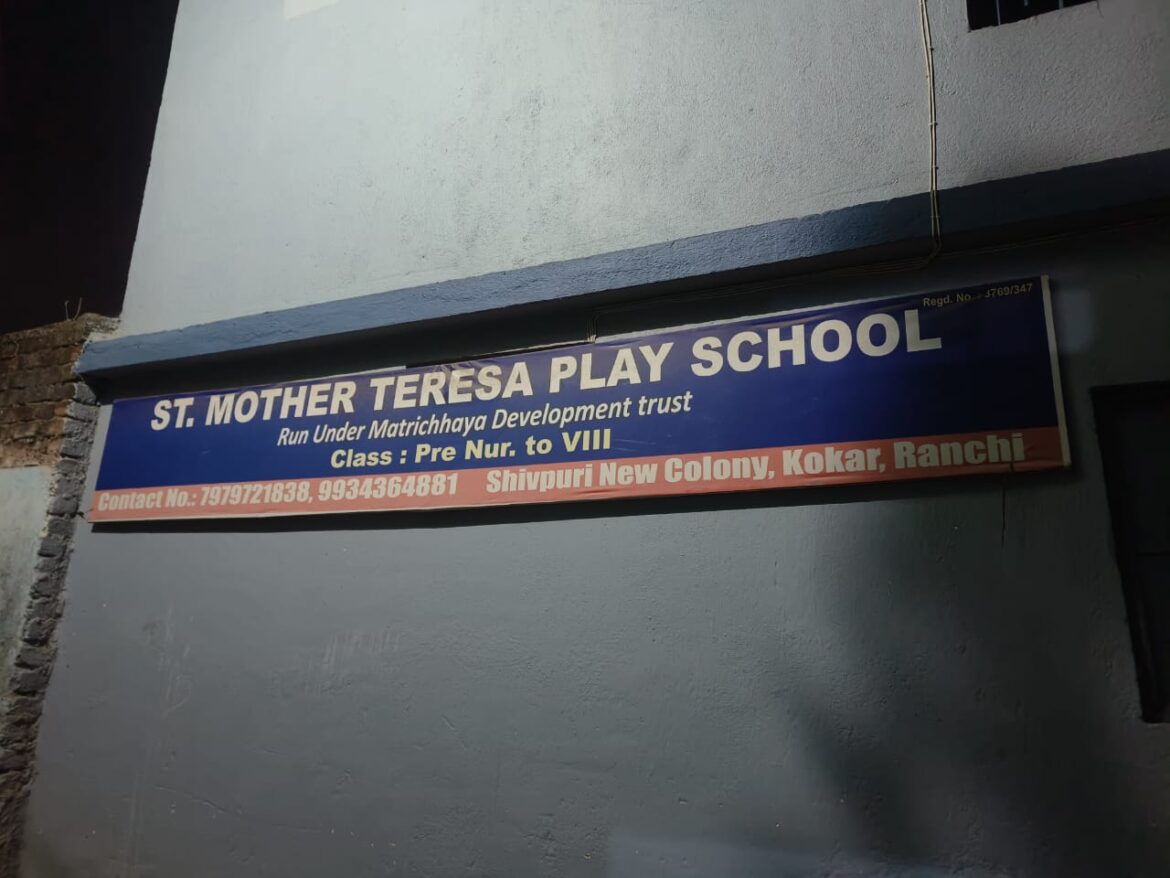 Regd. No.
ST. MOTHER TERESA PLAY SCHOOL
Run Under Matrichhaya Development trust
Class : Pre Nur. to VIII
Contact No.: 7979721838, 9934364881 Shivpuri New Colony, Kokar, Ranchi